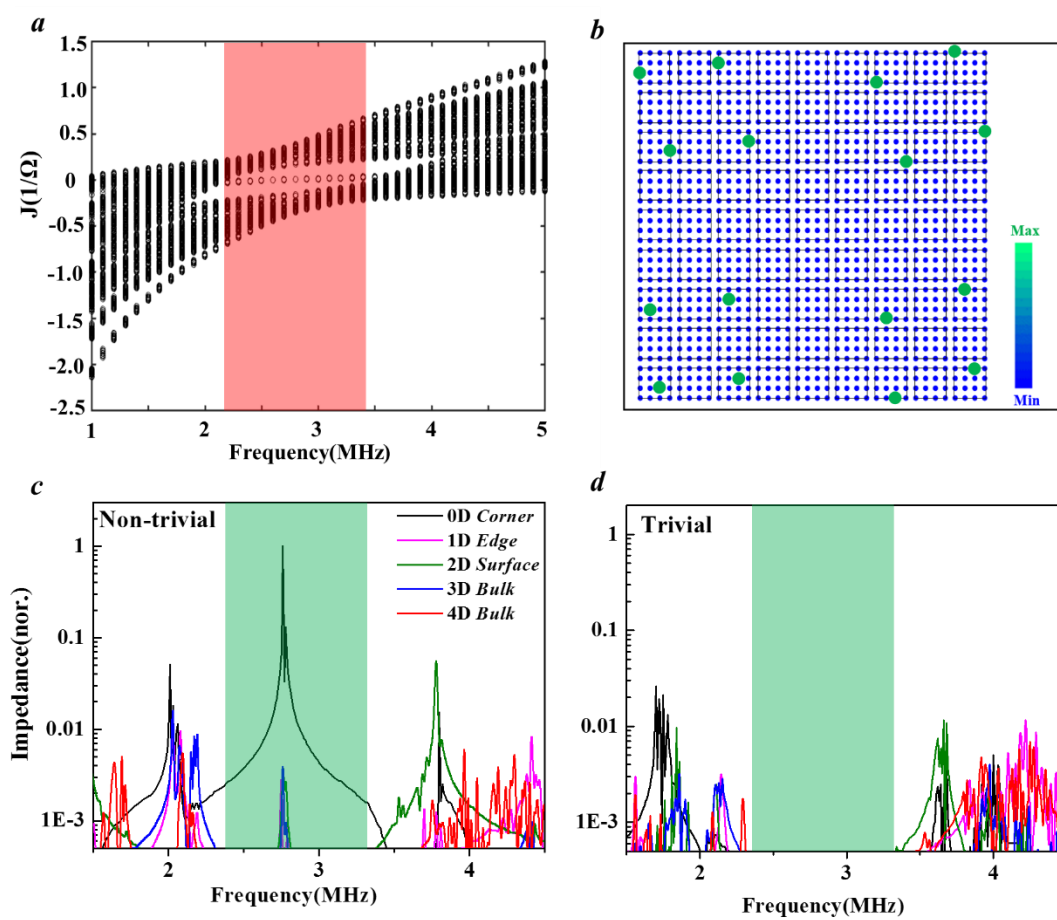 a
1.5
1.0
0.5
0
-0.5
-1.0
-1.5
-2.0
-2.5
J(1/Ω)
1
2
3
4
5
Frequency(MHz)
b
Max
Min
c
Non-trivial
0D Corner
1D Edge
2D Surface
3D Bulk
4D Bulk
1
0.1
0.01
1E-3
Impedance(nor.)
2
3
4
Frequency(MHz)
d
Trivial
1
0.1
0.01
1E-3
2
3
4
Frequency(MHz)